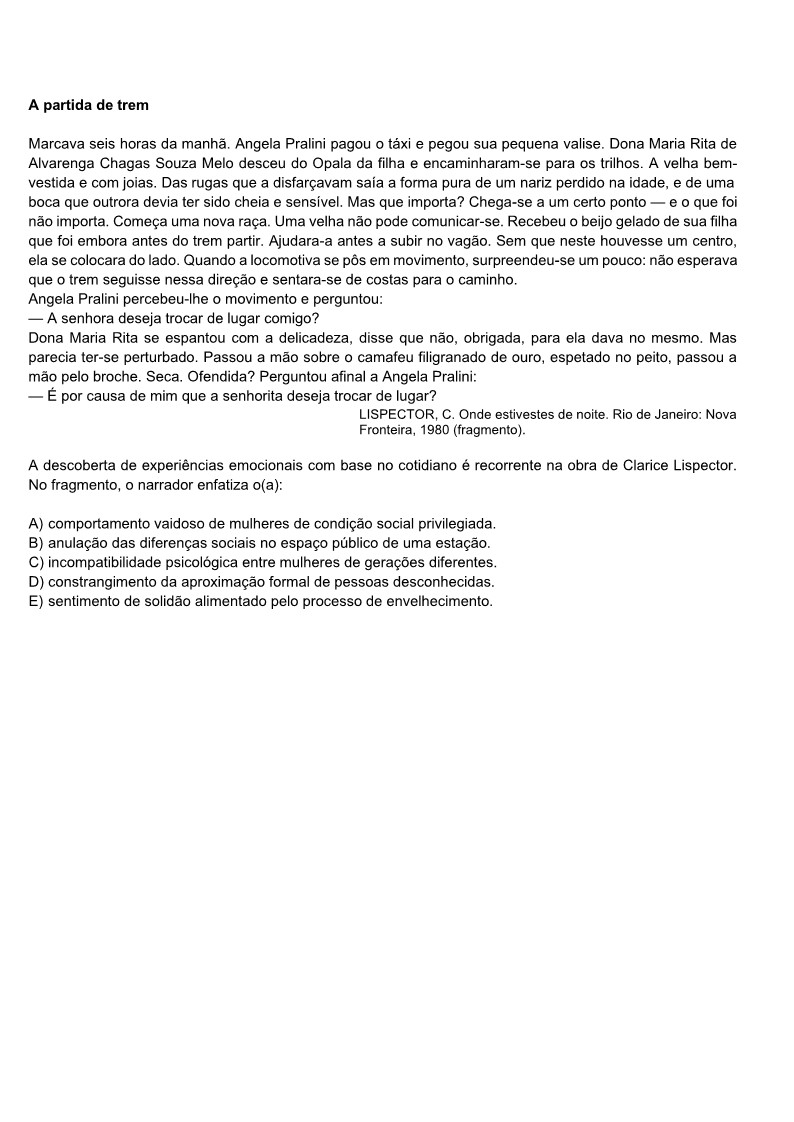 A partida de trem
Marcava seis horas da manhã. Angela Pralini pagou o táxi e pegou sua pequena valise. Dona Maria Rita de
Alvarenga Chagas Souza Melo desceu do Opala da filha e encaminharam-se para os trilhos. A velha bem-
vestida e com joias. Das rugas que a disfarçavam saía a forma pura de um nariz perdido na idade, e de uma
boca que outrora devia ter sido cheia e sensível. Mas que importa? Chega-se a um certo ponto — e o que foi
não importa. Começa uma nova raça. Uma velha não pode comunicar-se. Recebeu o beijo gelado de sua filha
que foi embora antes do trem partir. Ajudara-a antes a subir no vagão. Sem que neste houvesse um centro,
ela se colocara do lado. Quando a locomotiva se pôs em movimento, surpreendeu-se um pouco: não esperava
que o trem seguisse nessa direção e sentara-se de costas para o caminho.
Angela Pralini percebeu-lhe o movimento e perguntou:
— A senhora deseja trocar de lugar comigo?
Dona Maria Rita se espantou com a delicadeza, disse que não, obrigada, para ela dava no mesmo. Mas
parecia ter-se perturbado. Passou a mão sobre o camafeu filigranado de ouro, espetado no peito, passou a
mão pelo broche. Seca. Ofendida? Perguntou afinal a Angela Pralini:
— É por causa de mim que a senhorita deseja trocar de lugar?
LISPECTOR, C. Onde estivestes de noite. Rio de Janeiro: Nova
Fronteira, 1980 (fragmento).
A descoberta de experiências emocionais com base no cotidiano é recorrente na obra de Clarice Lispector.
No fragmento, o narrador enfatiza o(a):
A) comportamento vaidoso de mulheres de condição social privilegiada.
B) anulação das diferenças sociais no espaço público de uma estação.
C) incompatibilidade psicológica entre mulheres de gerações diferentes.
D) constrangimento da aproximação formal de pessoas desconhecidas.
E) sentimento de solidão alimentado pelo processo de envelhecimento.